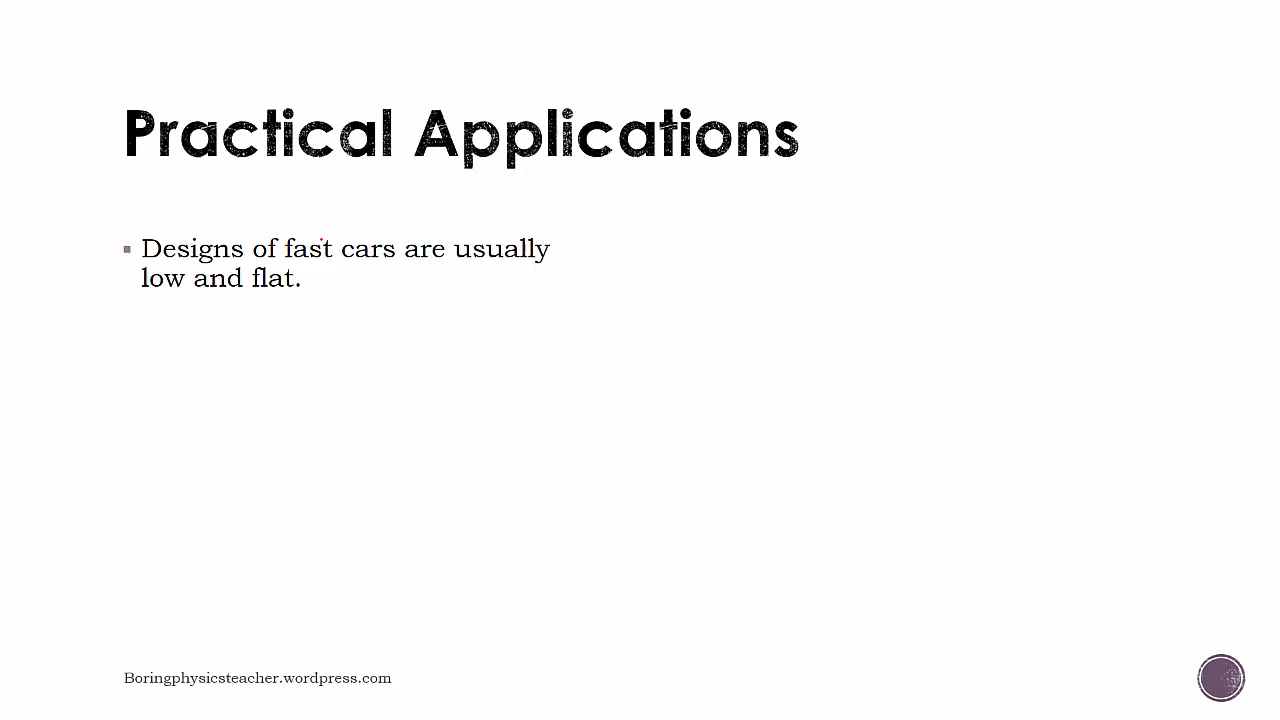 Practical Applications
Designs of fast cars are usually
low and flat.
Boringphysicsteacher.wordpress.com